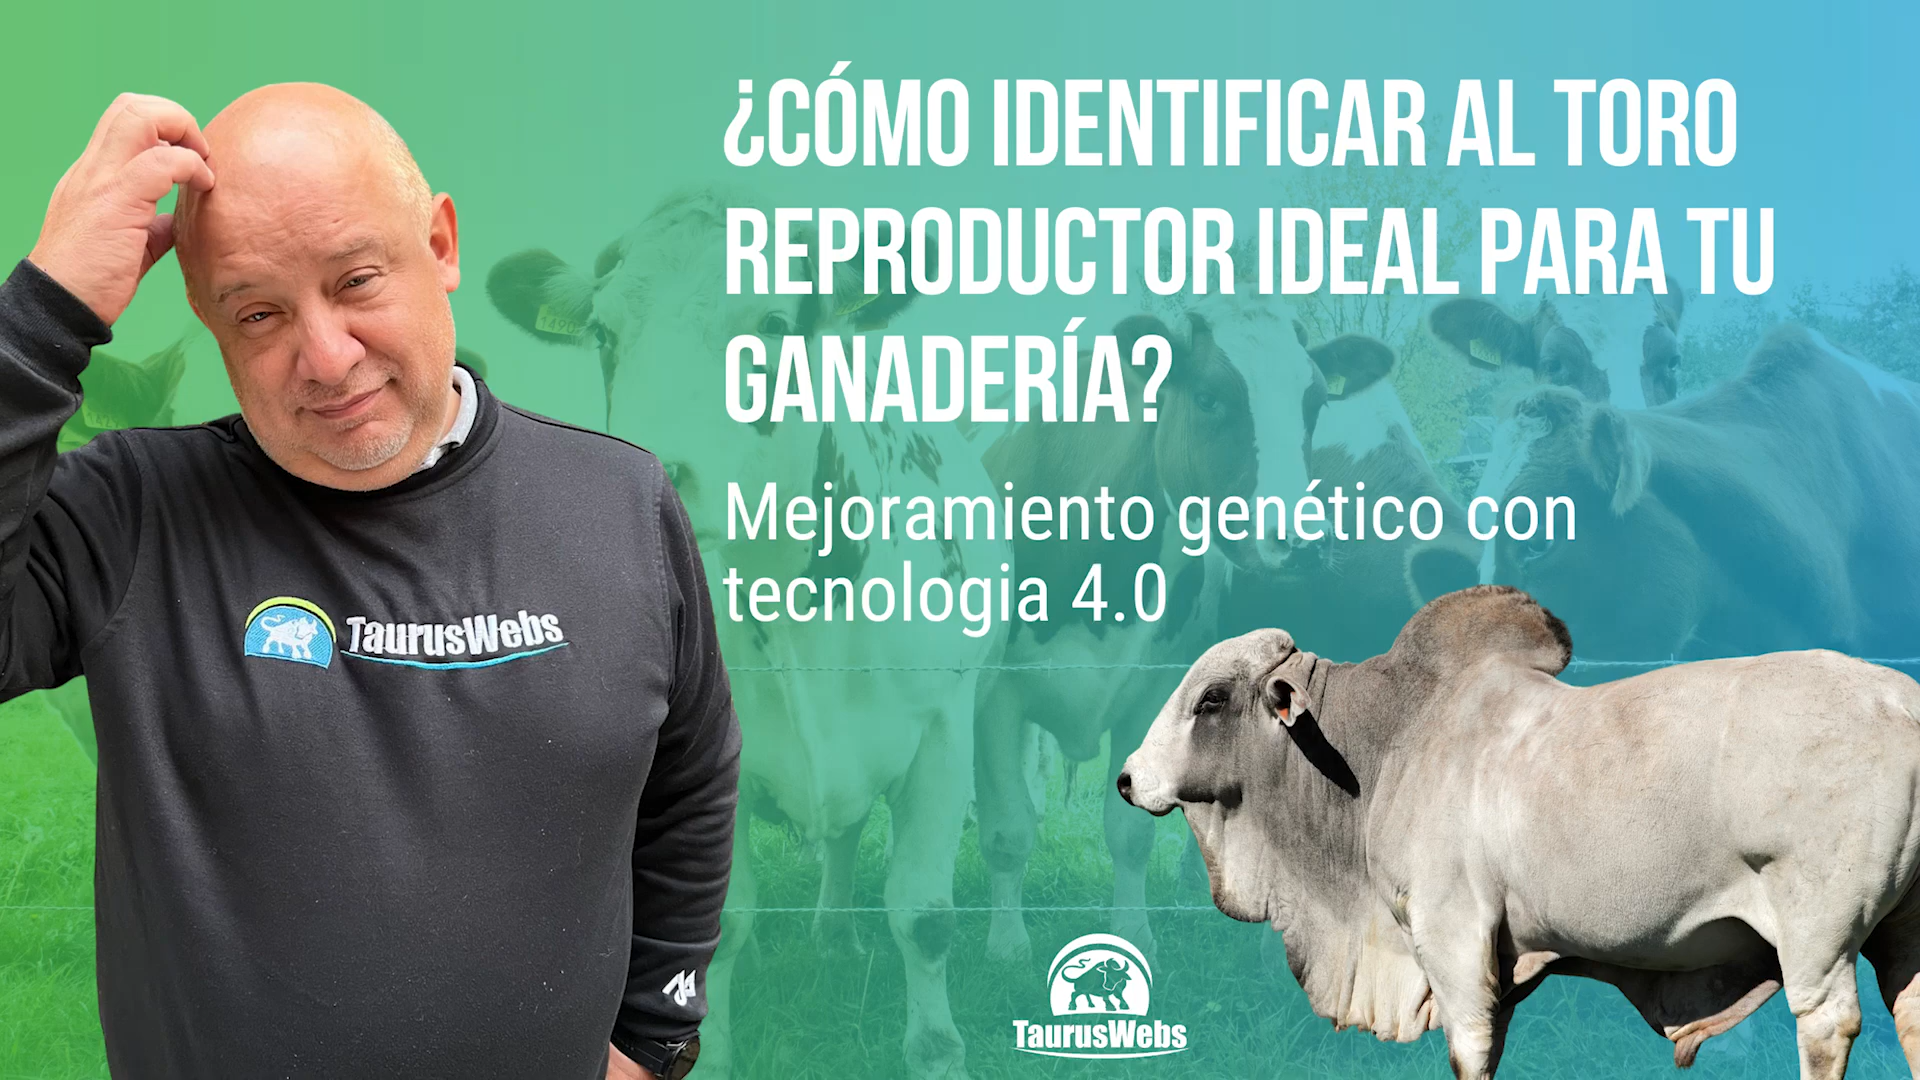 ¿CÓMO IDENTIFICAR AL TORO
REPRODUCTOR IDEAL PARA TU
GANADERÍA?
Mejoramiento genético con
tecnologia 4.0
TaurusWebs
TaurusWebs